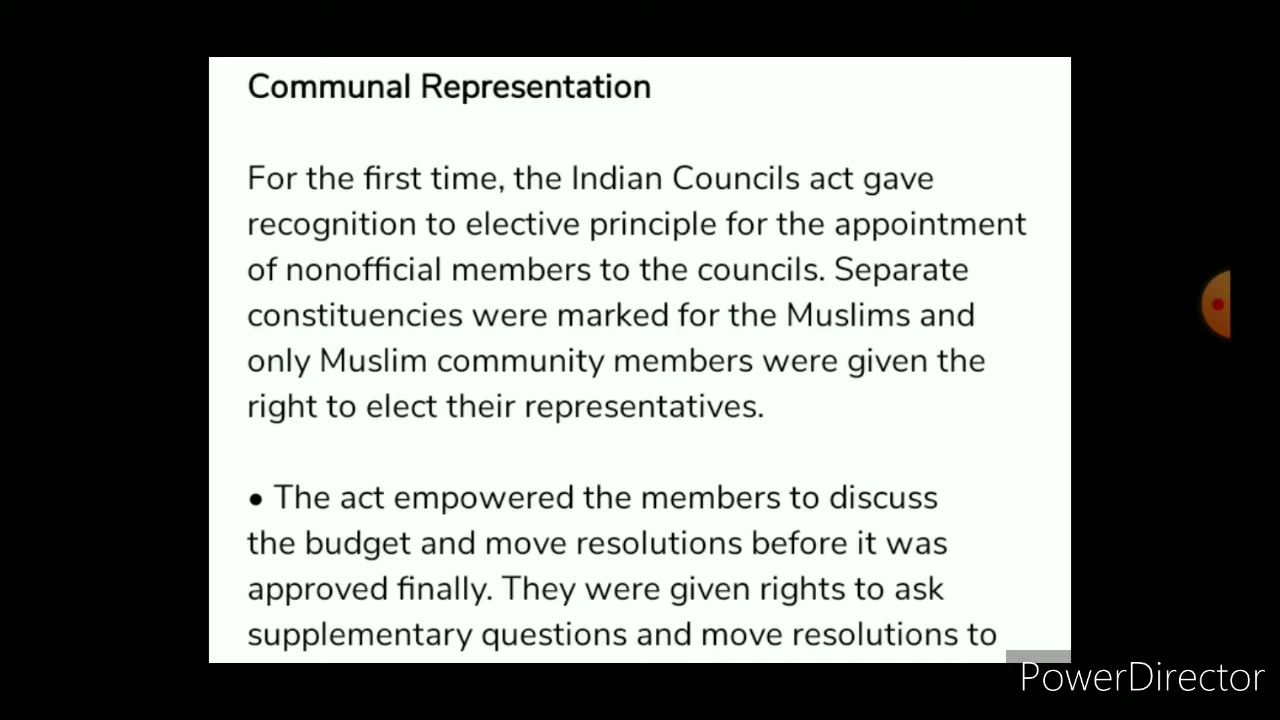 Communal Representation
For the first time, the Indian Councils act gave
recognition to elective principle for the appointment
of nonofficial members to the councils. Separate
constituencies were marked for the Muslims and
only Muslim community members were given the
right to elect their representatives.
• The act empowered the members to discuss
the budget and move resolutions before it was
approved finally. They were given rights to ask
supplementary questions and move resolutions to
PowerDirector